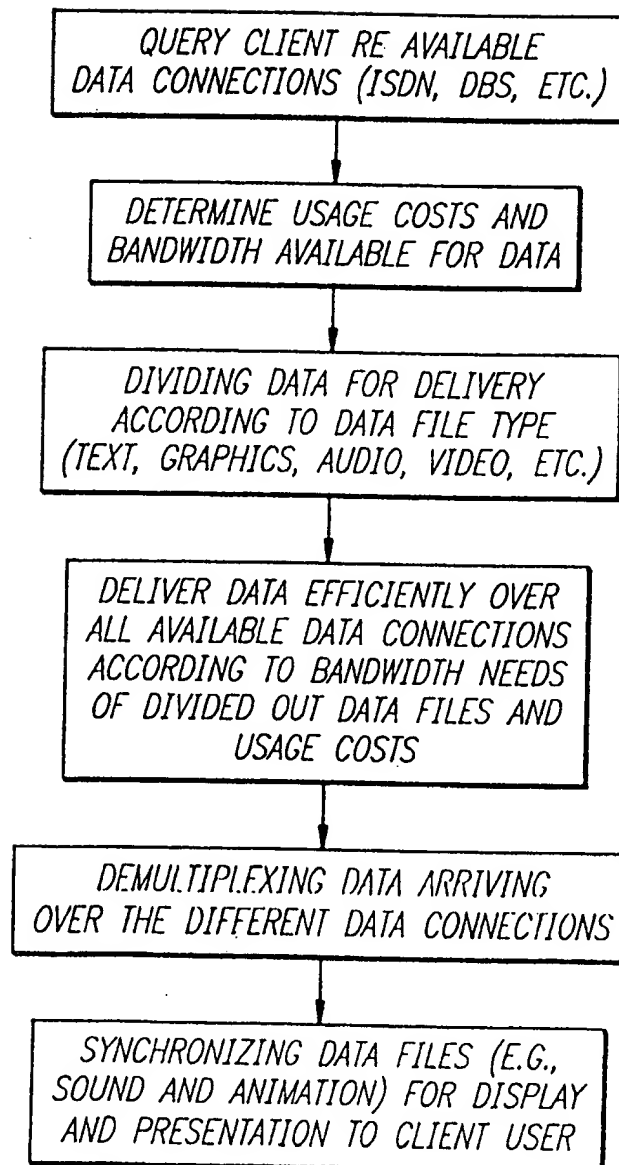 QUERY CLIENT RE AVAILABLE
DATA CONNECTIONS (ISDN, DBS, ETC.)
DETERMINE USAGE COSTS AND
BANDWIDTH AVAILABLE FOR DATA
DIVIDING DATA FOR DELIVERY
ACCORDING TO DATA FILE TYPE
(TEXT, GRAPHICS, AUDIO, VIDEO, ETC.)
DELIVER DATA EFFICIENTLY OVER
ALL AVAILABLE DATA CONNECTIONS
ACCORDING TO BANDWIDTH NEEDS
OF DIVIDED OUT DATA FILES AND
USAGE COSTS
DEMULTIPLEXING DATA ARRIVING
OVER THE DIFFERENT DATA CONNECTIONS
SYNCHRONIZING DATA FILES (E.G.,
SOUND AND ANIMATION) FOR DISPLAY
AND PRESENTATION TO CLIENT USER